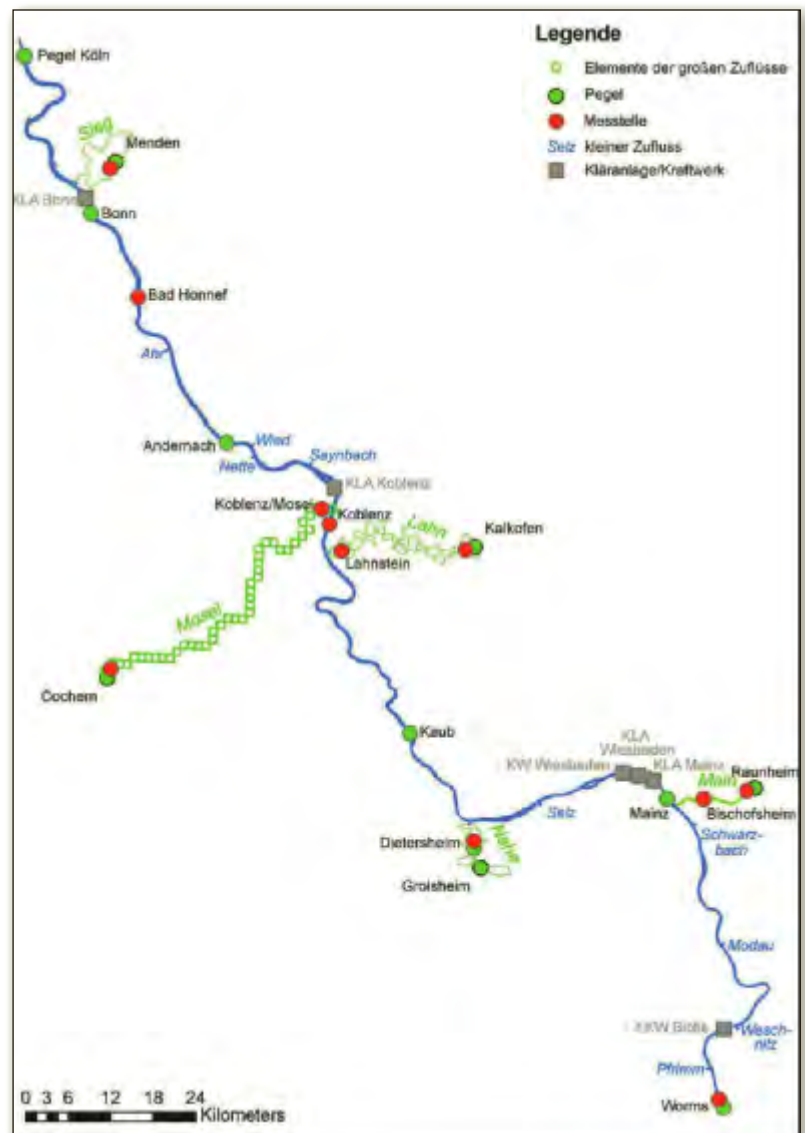 Legende
Elemente der großen Zuflüsse
Pegel
Messtelle
Selz kleiner Zufluss
Kläranlage/Kraftwerk
Pegel Köln
Sieg
Menden
KLA Bonn
Bonn
Bad Honnef
Ahr
Andernach
Wied
Nette
Saynbach
KLA Koblenz
Koblenz/Mosel
Koblenz
Lahn
Kalkofen
Lahnstein
Mosel
Cochem
Kaub
KLA
Wiesbaden
KW Wiesbaden
KLA Mainz
Raunheim
Main
Selz
Mainz
Bischofsheim
Schwarz-
bach
Nahe
Dietersheim
Grolsheim
Modau
KKW Biblis
Wesch-
nitz
Pfrimm
Worms
0 3 6 12 18 24
Kilometers